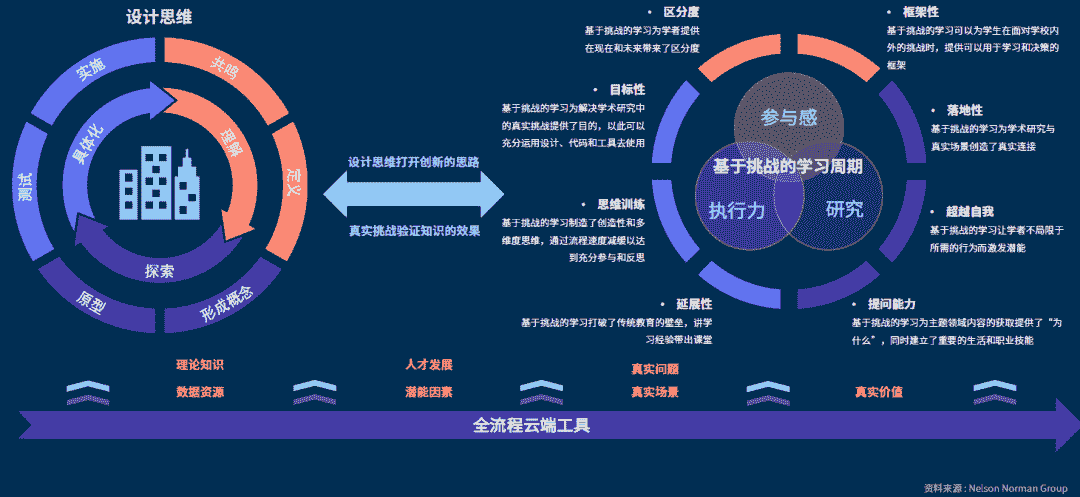 设计思维
实施
共鸣
测试
具体化
理解
定义
探索
原型
形成概念
设计思维打开创新的思路
真实挑战验证知识的效果
• 区分度
基于挑战的学习为学者提供
在现在和未来带来了区分度
• 目标性
基于挑战的学习为解决学术研究中
的真实挑战提供了目的，以此可以
充分运用设计、代码和工具去使用
• 思维训练
基于挑战的学习制造了创造性和多
维度思维，通过流程速度减缓以达
到充分参与和反思
• 延展性
基于挑战的学习打破了传统教育的壁垒，讲学
习经验带出课堂
参与感
基于挑战的学习周期
执行力
研究
• 框架性
基于挑战的学习可以为学生在面对学校内
外的挑战时，提供可以用于学习和决策的
框架
• 落地性
基于挑战的学习为学术研究与
真实场景创造了真实连接
• 超越自我
基于挑战的学习让学者不局限于
所需的行为而激发潜能
• 提问能力
基于挑战的学习为主题领域内容的获取提供了“为
什么”，同时建立了重要的生活和职业技能
理论知识
数据资源
人才发展
潜能因素
真实问题
真实场景
真实价值
全流程云端工具
资料来源：Neison Norman Group